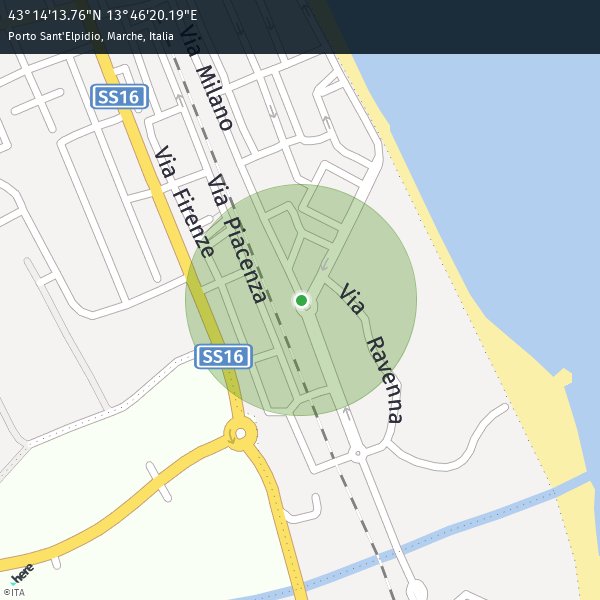 43°14'13.76"N 13°46'20.19"E
Porto Sant'Elpidio, Marche, Italia
Via Milano
SS16
Via Firenze
Via Piacenza
Via Ravenna
SS16
here
©ITA